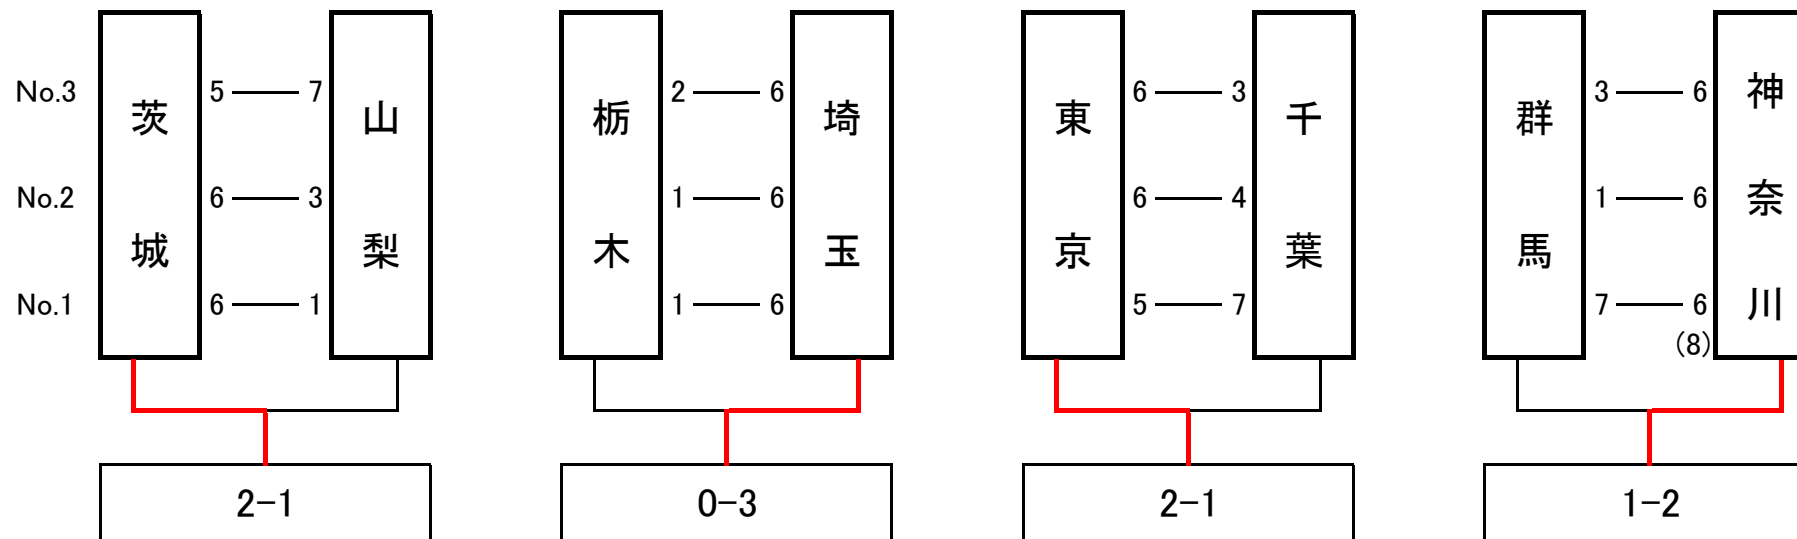 No.3 茨城 5 7 山梨 2 6 栃木 埼玉 6 3 東京 千葉 3 6 群馬 神奈川
No.2 6 3 1 6 6 4 1 6
No.1 6 1 1 6 5 7 7 6
(8)
2-1 0-3 2-1 1-2